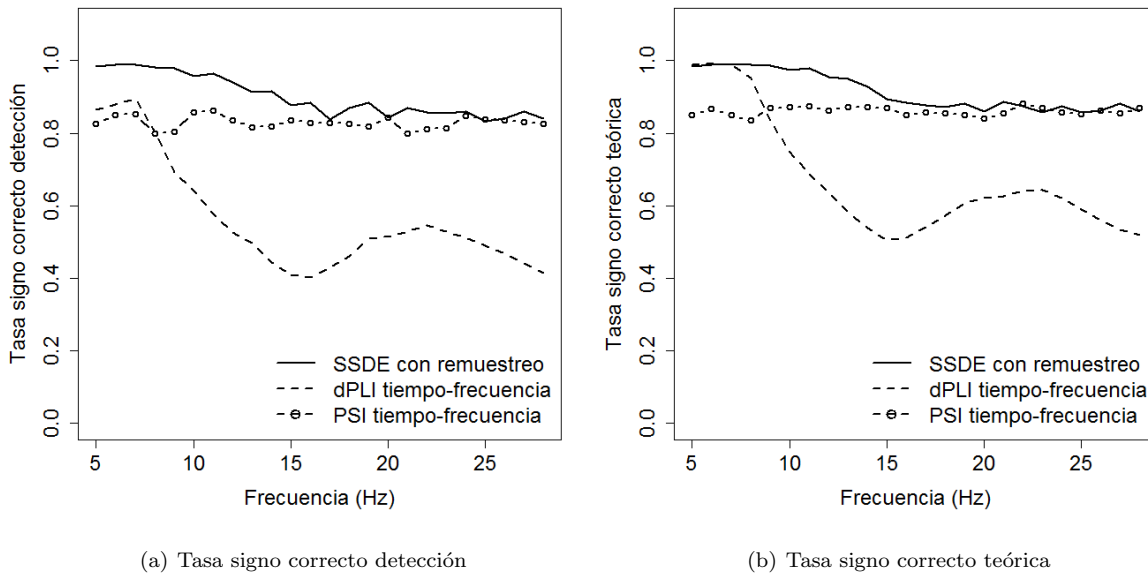 Tasa signo correcto detección
1.0
0.8
0.6
0.4
0.2
0.0
SSDE con remuestreo
dPLI tiempo-frecuencia
PSI tiempo-frecuencia
5 10 15 20 25
Frecuencia (Hz)
(a) Tasa signo correcto detección
Tasa signo correcto teórica
1.0
0.8
0.6
0.4
0.2
0.0
SSDE con remuestreo
dPLI tiempo-frecuencia
PSI tiempo-frecuencia
5 10 15 20 25
Frecuencia (Hz)
(b) Tasa signo correcto teórica